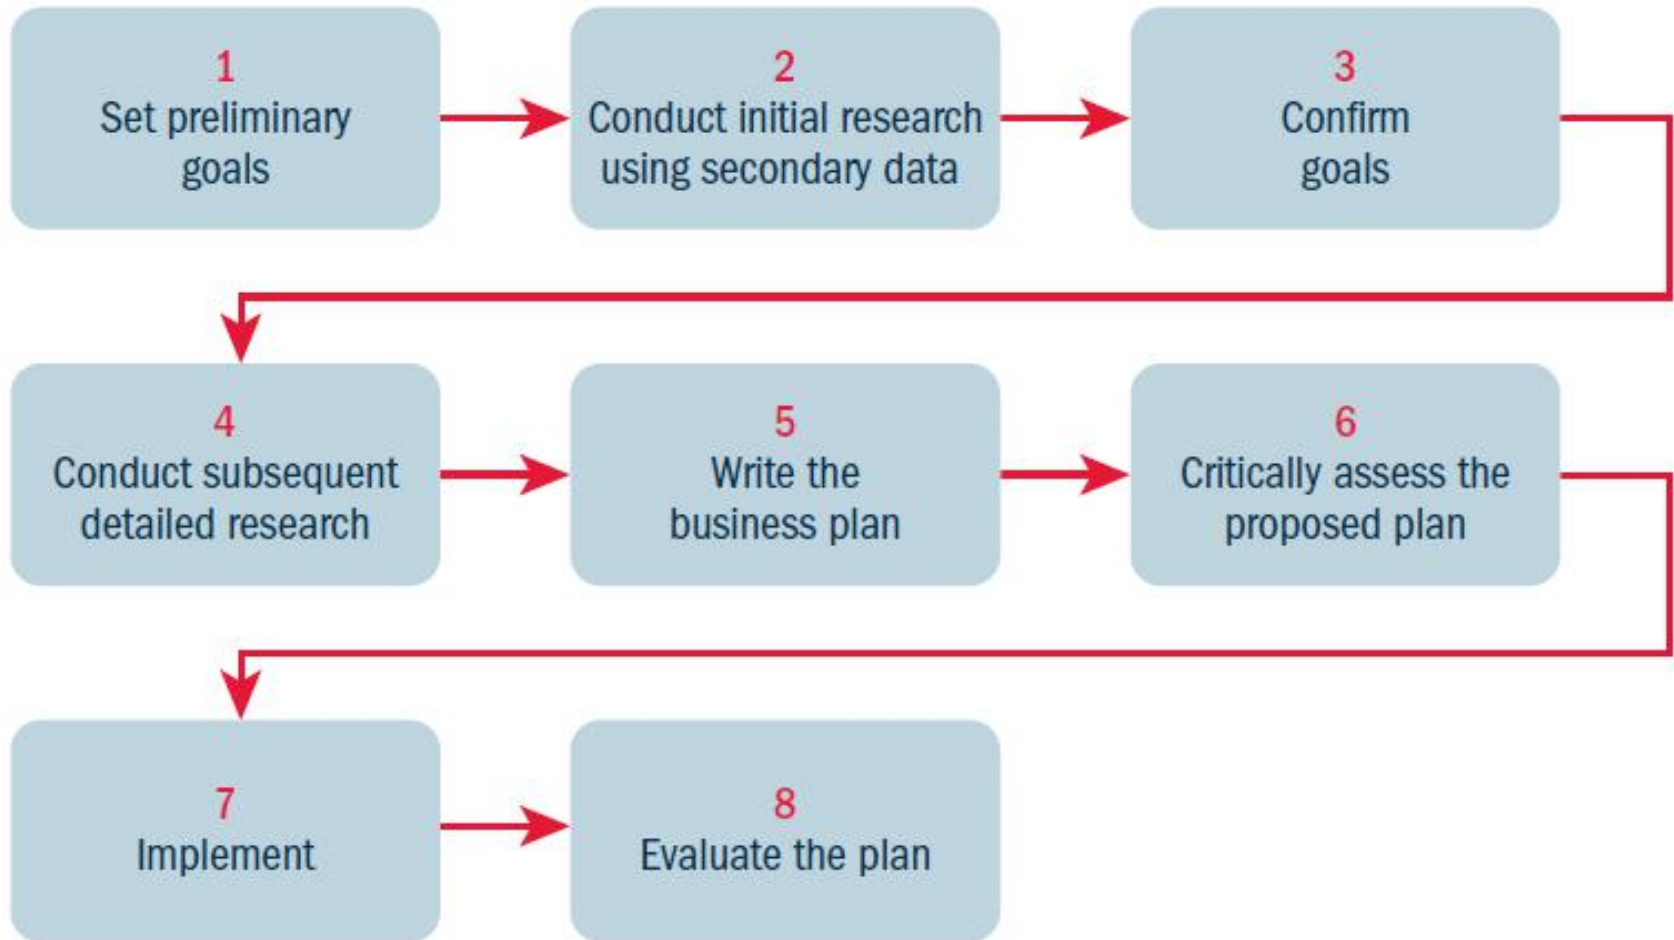 1
Set preliminary
goals
2
Conduct initial research
using secondary data
3
Confirm
goals
4
Conduct subsequent
detailed research
5
Write the
business plan
6
Critically assess the
proposed plan
7
Implement
8
Evaluate the plan